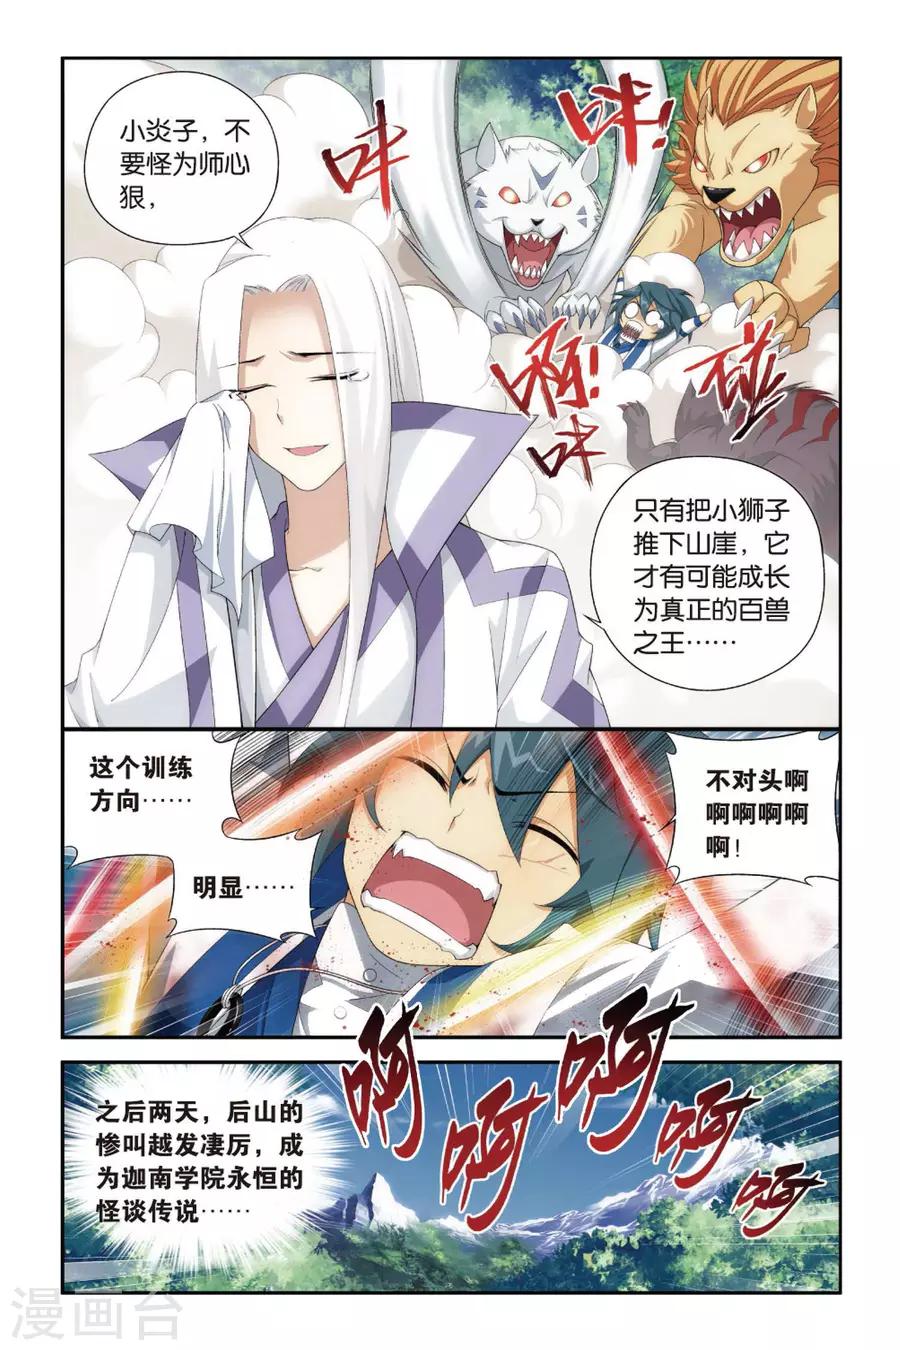 小炎子，不
要怪为师心
狠，
咔
咔！
啊！
咔
碰
只有把小狮子
推下山崖，它
才有可能成长
为真正的百兽
之王……
这个训练
方向……
明显……
不对头啊
啊啊啊啊
啊！
啊
啊
啊
啊
啊
之后两天，后山的
惨叫越发凄厉，成
为迦南学院永恒的
怪谈传说……
漫画台